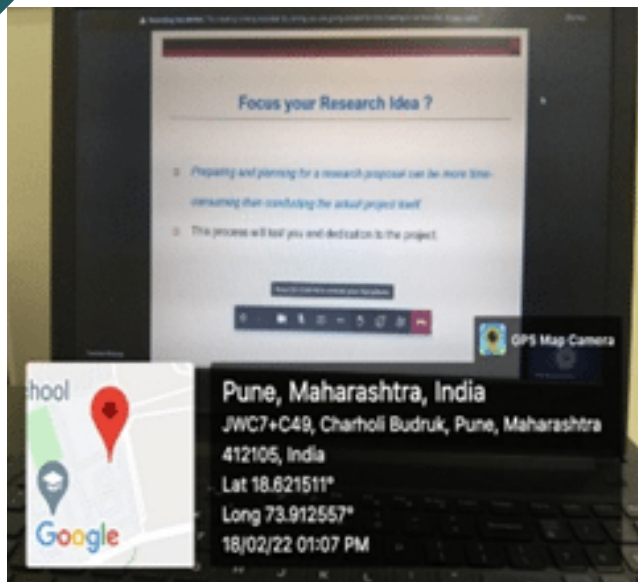 Focus your Research Idea ?
Preparing and planning for a research proposal can be more time-
consuming than conducting the actual project itself.
This process will test you and dedication to the project.
GPS Map Camera
hool
Google
Pune, Maharashtra, India
JWC7+C49, Charholi Budruk, Pune, Maharashtra
412105, India
Lat 18.621511°
Long 73.912557°
18/02/22 01:07 PM